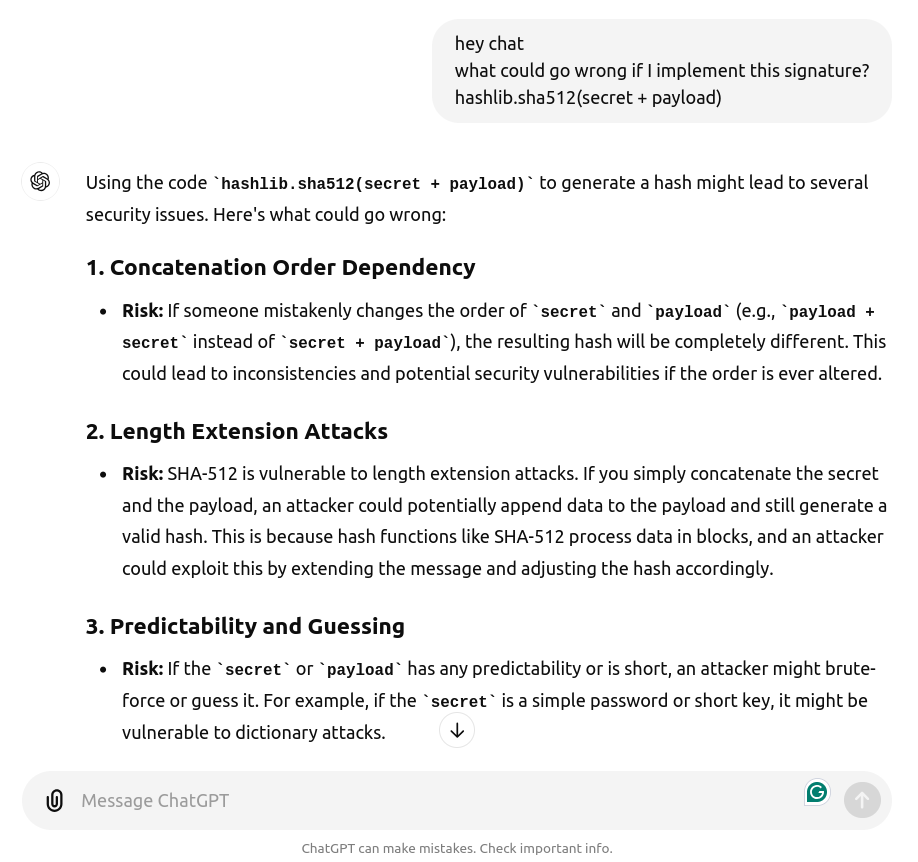 hey chat
what could go wrong if I implement this signature?
hashlib.sha512(secret + payload)
Using the code `hashlib.sha512(secret + payload)` to generate a hash might lead to several
security issues. Here's what could go wrong:
1. Concatenation Order Dependency
• Risk: If someone mistakenly changes the order of `secret` and `payload` (e.g., `payload +
secret` instead of `secret + payload`), the resulting hash will be completely different. This
could lead to inconsistencies and potential security vulnerabilities if the order is ever altered.
2. Length Extension Attacks
• Risk: SHA-512 is vulnerable to length extension attacks. If you simply concatenate the secret
and the payload, an attacker could potentially append data to the payload and still generate a
valid hash. This is because hash functions like SHA-512 process data in blocks, and an attacker
could exploit this by extending the message and adjusting the hash accordingly.
3. Predictability and Guessing
• Risk: If the `secret` or `payload` has any predictability or is short, an attacker might brute-
force or guess it. For example, if the `secret` is a simple password or short key, it might be
vulnerable to dictionary attacks.
Message ChatGPT
ChatGPT can make mistakes. Check important info.